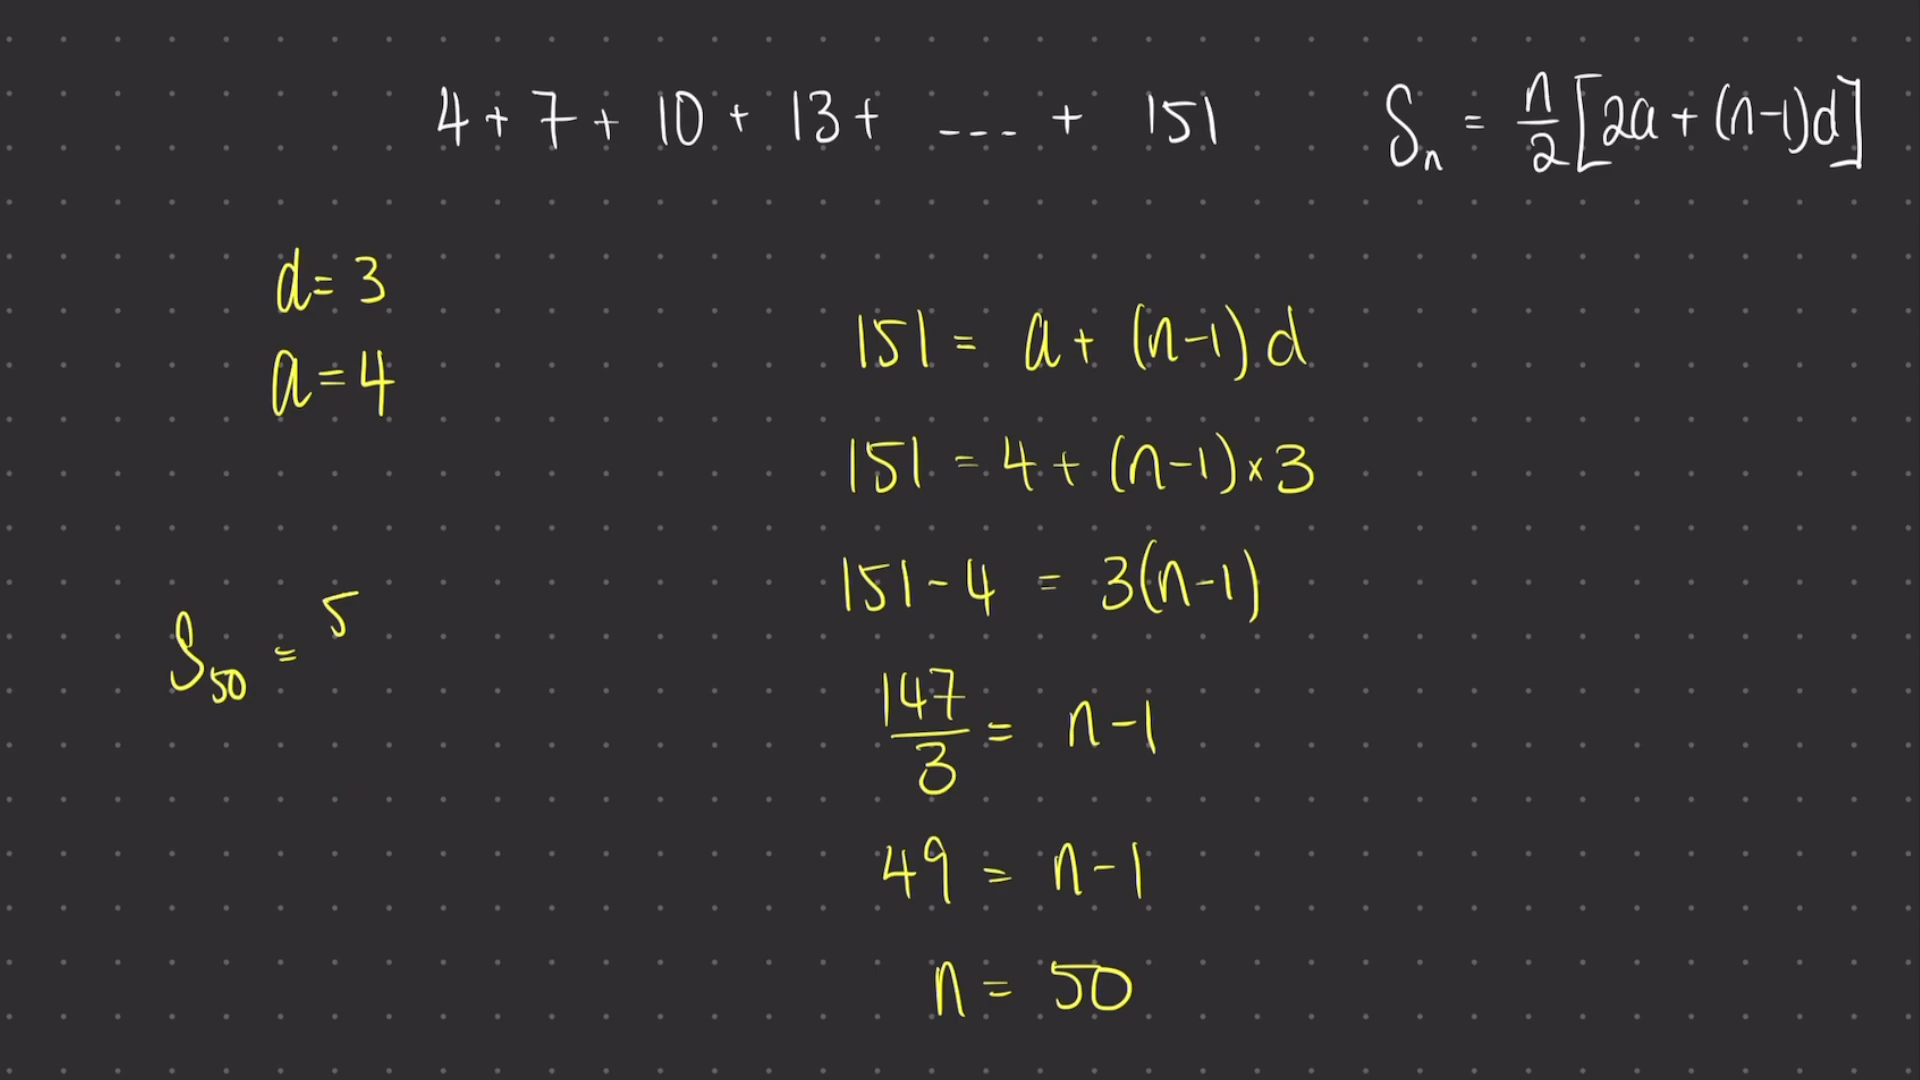 4 + 7 + 10 + 13 + --- + 151
Sn = n/2 [2a + (n-1)d]
d = 3
a = 4
151 = a + (n-1) d
151 = 4 + (n-1) × 3
151 - 4 = 3(n-1)
147/3 = n-1
49 = n-1
n = 50
S50 = 5